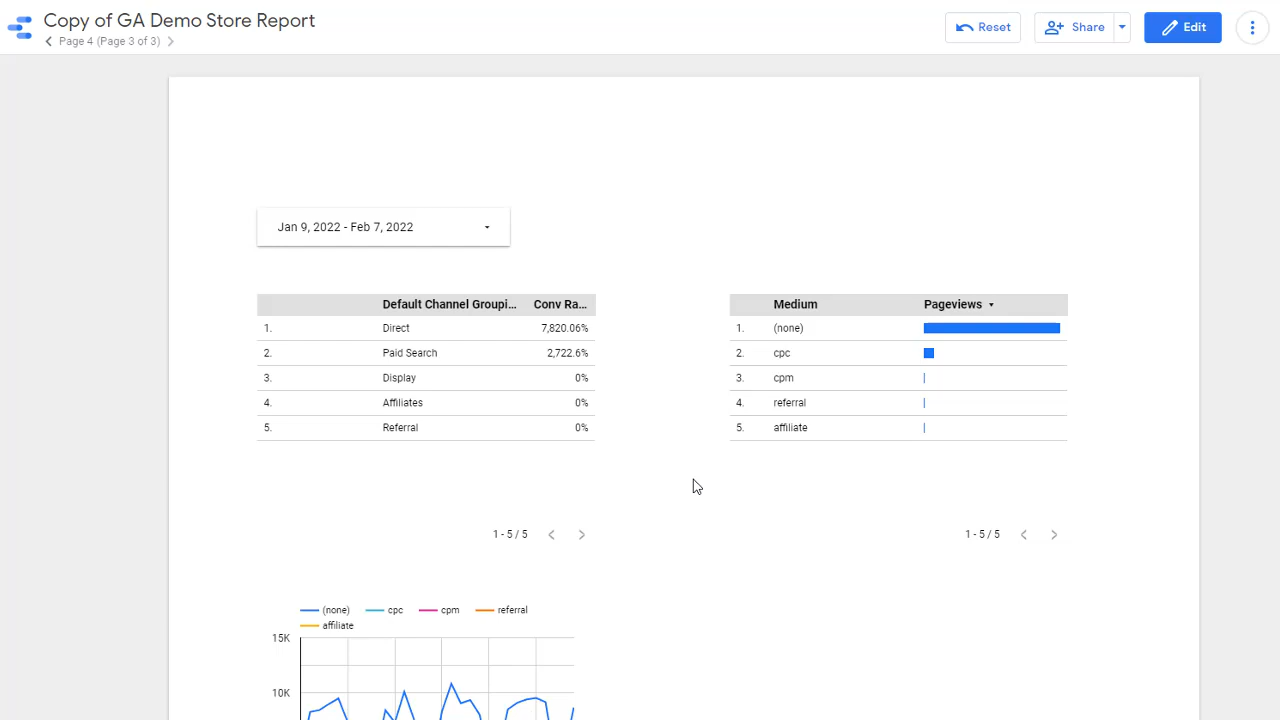 Copy of GA Demo Store Report
Page 4 (Page 3 of 3)
Reset
Share
Edit
Jan 9, 2022 - Feb 7, 2022
Default Channel Groupi... Conv Ra...
1. Direct 7,820.06%
2. Paid Search 2,722.6%
3. Display 0%
4. Affiliates 0%
5. Referral 0%
1 - 5 / 5
Medium Pageviews
1. (none)
2. cpc
3. cpm
4. referral
5. affiliate
1 - 5 / 5
(none) cpc cpm referral
affiliate
15K
10K